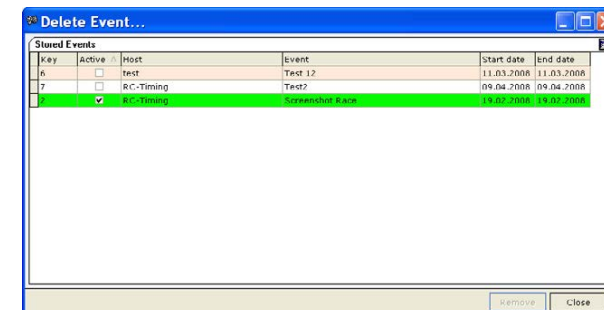 Delete Event...
Stored Events
Key Active Host Event Start date End date
6 test Test 12 11.03.2008 11.03.2008
7 RC-Timing Test2 09.04.2008 09.04.2008
2 RC-Timing Screenshot Race 19.02.2008 19.02.2008
Remove Close